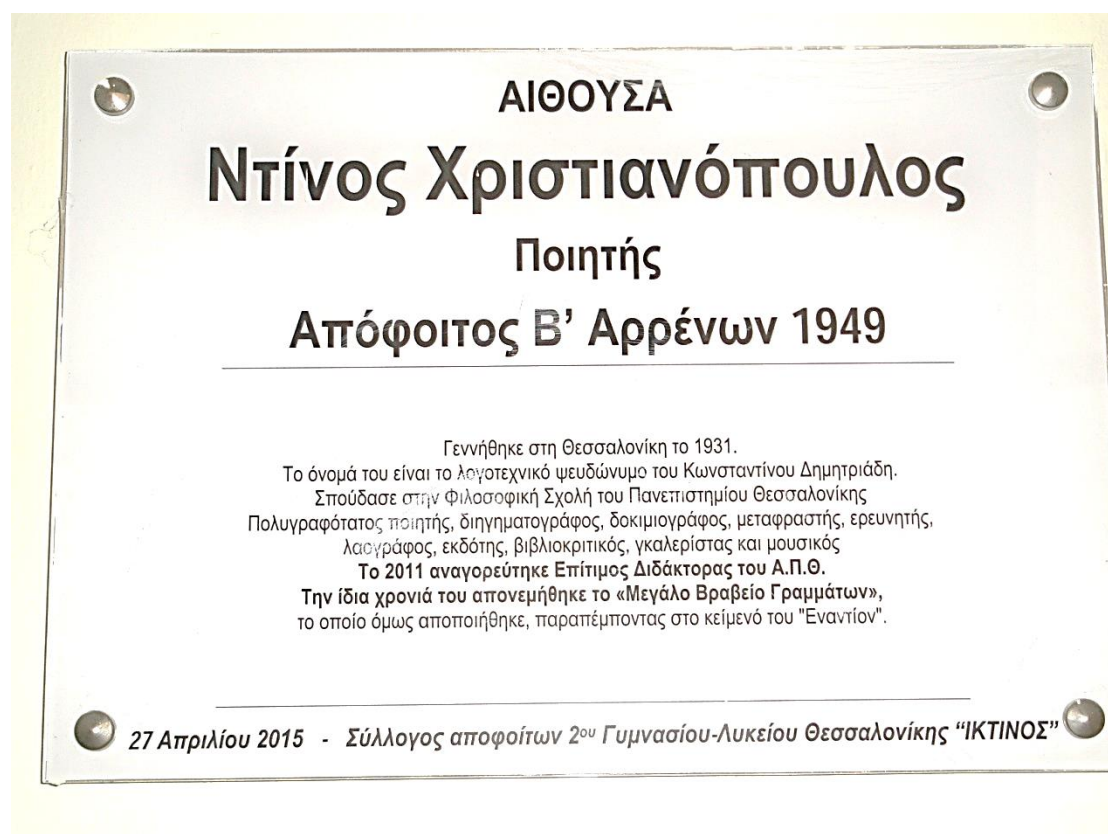 ΑΙΘΟΥΣΑ
Ντίνος Χριστιανόπουλος
Ποιητής
Απόφοιτος Β’ Αρρένων 1949
Γεννήθηκε στη Θεσσαλονίκη το 1931.
Το όνομά του είναι το λογοτεχνικό ψευδώνυμο του Κωνσταντίνου Δημητριάδη.
Σπούδασε στην Φιλοσοφική Σχολή του Πανεπιστημίου Θεσσαλονίκης
Πολυγραφότατος ποιητής, διηγηματογράφος, δοκιμιογράφος, μεταφραστής, ερευνητής,
λαογράφος, εκδότης, βιβλιοκριτικός, γκαλερίστας και μουσικός
Το 2011 αναγορεύτηκε Επίτιμος Διδάκτορας του Α.Π.Θ.
Την ίδια χρονιά του απονεμήθηκε το «Μεγάλο Βραβείο Γραμμάτων»,
το οποίο όμως αποποιήθηκε, παραπέμποντας στο κείμενό του "Εναντίον".
27 Απριλίου 2015 - Σύλλογος αποφοίτων 2ου Γυμνασίου-Λυκείου Θεσσαλονίκης “ΙΚΤΙΝΟΣ”